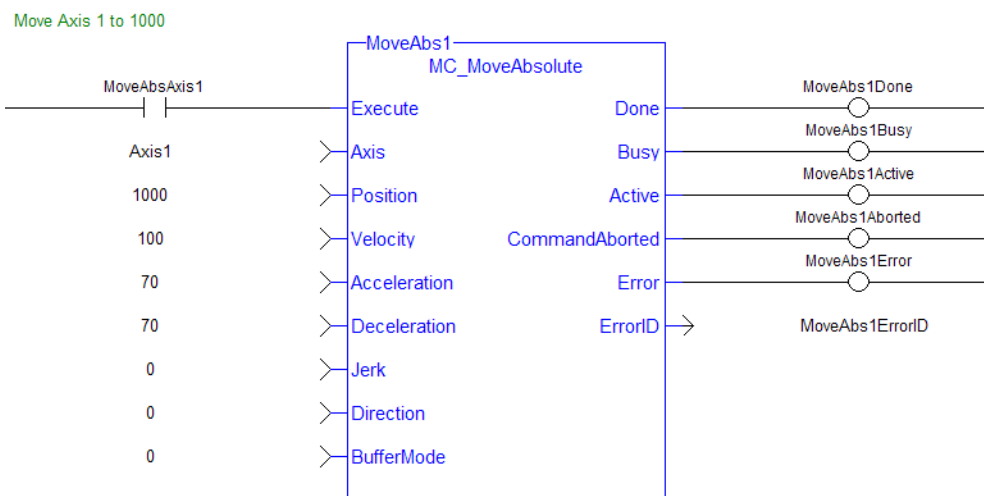 Move Axis 1 to 1000
MoveAbs1
MC_MoveAbsolute
MoveAbsAxis1 Execute Done MoveAbs1Done
Axis1 Axis Busy MoveAbs1Busy
1000 Position Active MoveAbs1Active
100 Velocity CommandAborted MoveAbs1Aborted
70 Acceleration Error MoveAbs1Error
70 Deceleration ErrorID MoveAbs1ErrorID
0 Jerk
0 Direction
0 BufferMode